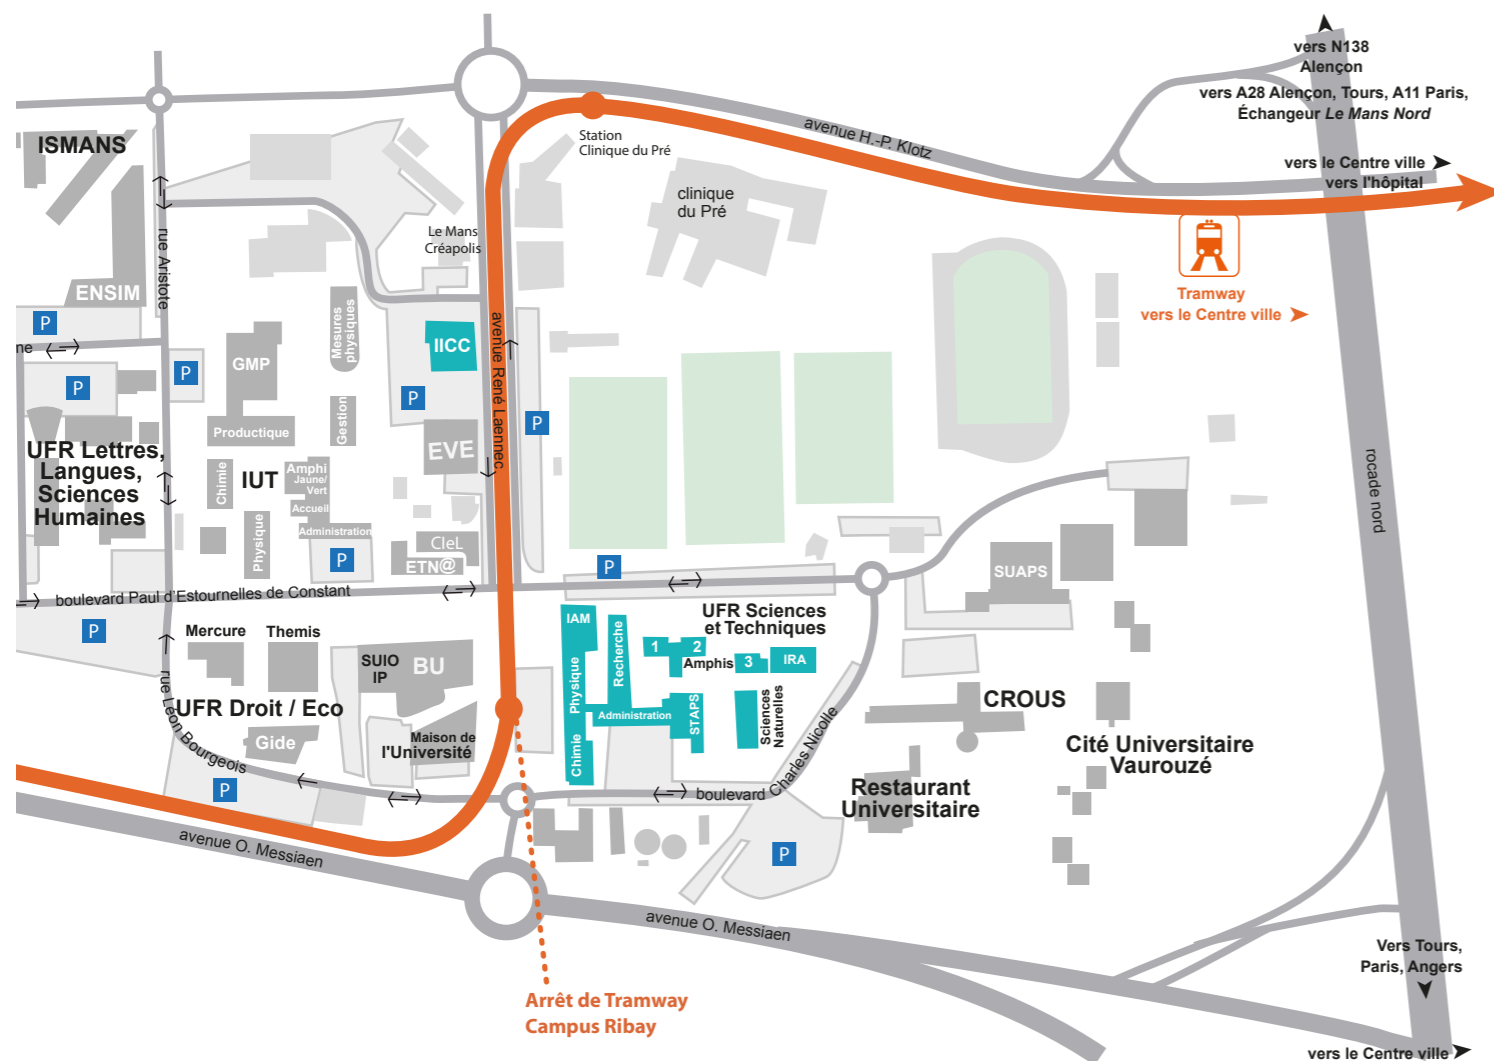 vers N138
Alençon
vers A28 Alençon, Tours, A11 Paris,
Échangeur Le Mans Nord
avenue H.-P. Klotz
vers le Centre ville
vers l'hôpital
Station
Clinique du Pré
ISMANS
clinique
du Pré
Le Mans
Créapolis
rue Aristote
ENSIM
Tramway
vers le Centre ville
P
ne
Mesures
physiques
IICC
avenue René Laennec
GMP
P
P
P
P
Gestion
Productique
EVE
UFR Lettres,
Langues,
Sciences
Humaines
Chimie
IUT
Amphi
Jaune/
Vert
Accueil
Administration
Physique
P
CleL
ETN@
P
rocade nord
SUAPS
boulevard Paul d'Estournelles de Constant
P
Mercure
Themis
SUIO
IP
BU
IAM
Recherche
Physique
UFR Sciences
et Techniques
1
2
Amphis
3
IRA
rue Léon Bourgeois
UFR Droit / Eco
Gide
Maison de
l'Université
Administration
STAPS
Sciences
Naturelles
Chimie
CROUS
Cité Universitaire
Vaurouzé
boulevard Charles Nicolle
Restaurant
Universitaire
P
P
avenue O. Messiaen
avenue O. Messiaen
Vers Tours,
Paris, Angers
Arrêt de Tramway
Campus Ribay
vers le Centre ville